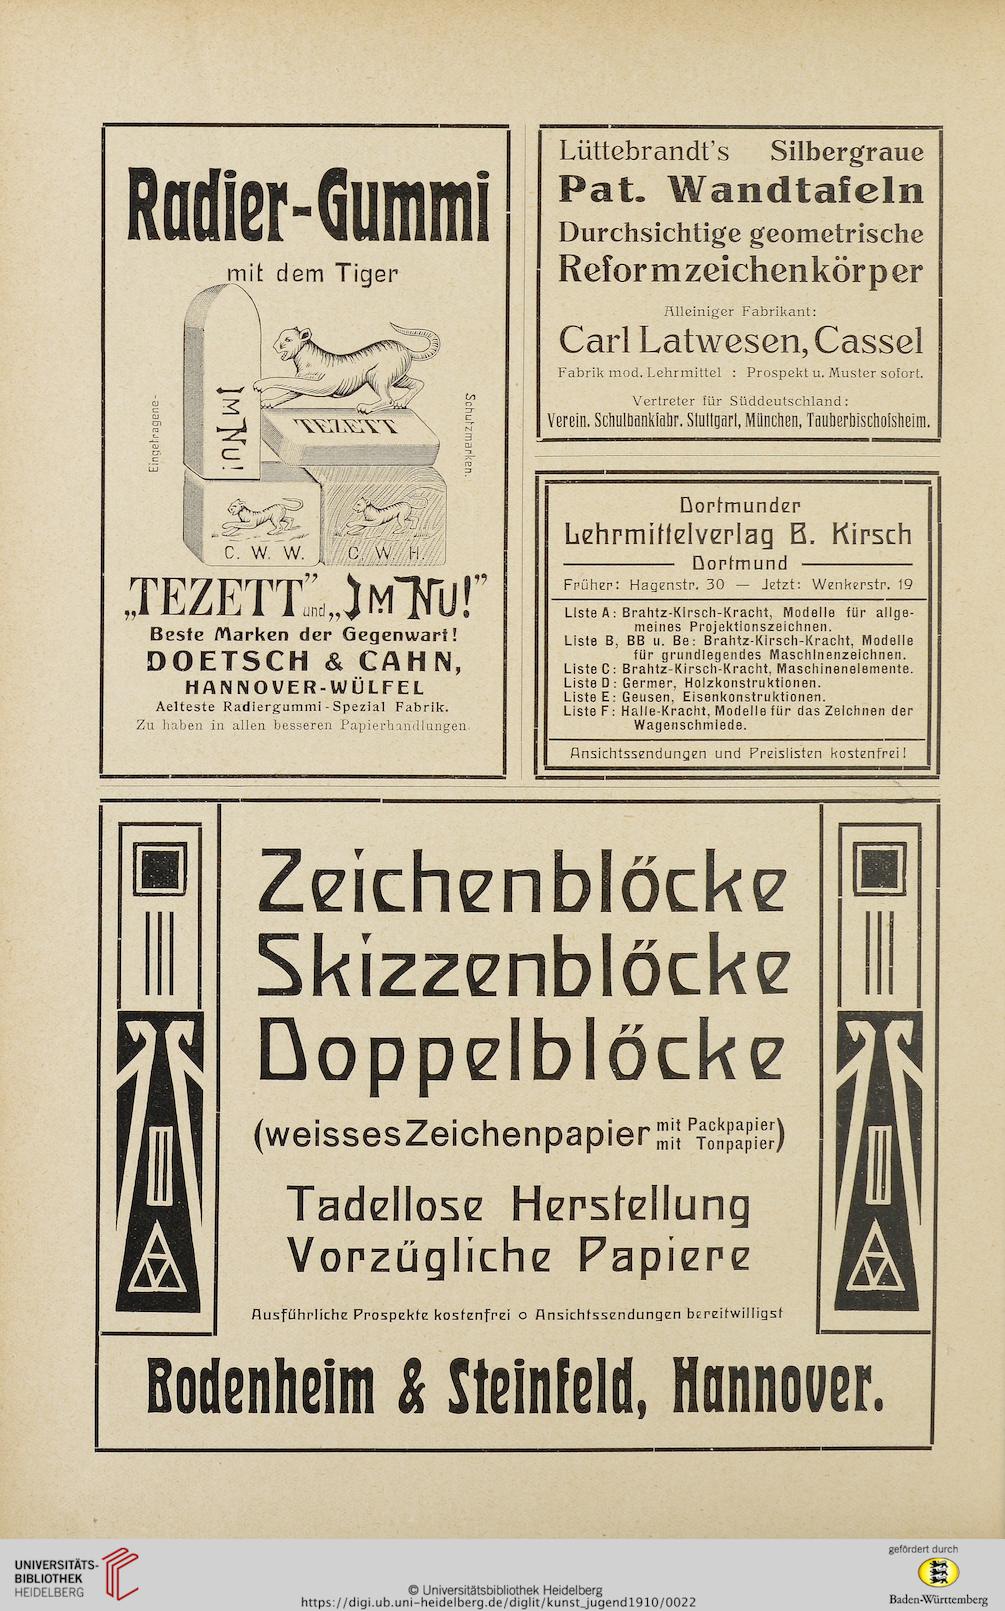 Radier-Gummi
mit dem Tiger
Eingetragene-
Schutzmarken.
IM NU!
TEZETT
C. W. W.
C. W. H.
„TEZETT” und „IM NU!”
Beste Marken der Gegenwart!
DOETSCH & CAHN,
HANNOVER-WÜLFEL
Aelteste Radiergummi-Spezial Fabrik.
Zu haben in allen besseren Papierhandlungen.
Lüttebrandt's Silbergraue
Pat. Wandtafeln
Durchsichtige geometrische
Reformzeichenkörper
Alleiniger Fabrikant:
Carl Latwesen, Cassel
Fabrik mod. Lehrmittel : Prospekt u. Muster sofort.
Vertreter für Süddeutschland:
Verein. Schulbankfabr. Stuttgart, München, Tauberbischofsheim.
Dortmunder
Lehrmittelverlag B. Kirsch
Dortmund
Früher: Hagenstr. 30 — Jetzt: Wenkerstr. 19
Liste A: Brahtz-Kirsch-Kracht, Modelle für allge-
meines Projektionszeichnen.
Liste B, BB u. Be: Brahtz-Kirsch-Kracht, Modelle
für grundlegendes Maschinenzeichnen.
Liste C: Brahtz-Kirsch-Kracht, Maschinenelemente.
Liste D: Germer, Holzkonstruktionen.
Liste E: Geusen, Eisenkonstruktionen.
Liste F: Halle-Kracht, Modelle für das Zeichnen der
Wagenschmiede.
Ansichtssendungen und Preislisten kostenfrei!
Zeichenblöcke
Skizzenblöcke
Doppelblöcke
(weisses Zeichenpapier mit Packpapier
mit Tonpapier)
Tadellose Herstellung
Vorzügliche Papiere
Ausführliche Prospekte kostenfrei o Ansichtssendungen bereitwilligst
Bodenheim & Steinfeld, Hannover.
UNIVERSITÄTS-
BIBLIOTHEK
HEIDELBERG
© Universitätsbibliothek Heidelberg
https://digi.ub.uni-heidelberg.de/diglit/kunst_jugend1910/0022
gefördert durch
Baden-Württemberg